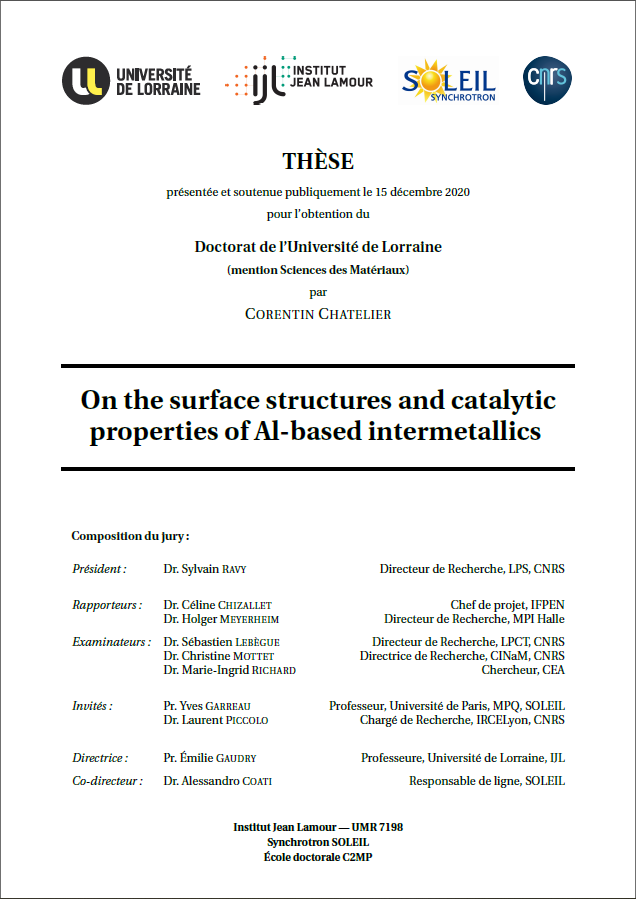 UNIVERSITÉ
DE LORRAINE
ijl
INSTITUT
JEAN LAMOUR
SOLEIL
SYNCHROTRON
cnrs
THÈSE
présentée et soutenue publiquement le 15 décembre 2020
pour l'obtention du
Doctorat de l'Université de Lorraine
(mention Sciences des Matériaux)
par
CORENTIN CHATELIER
On the surface structures and catalytic
properties of Al-based intermetallics
Composition du jury :
Président : Dr. Sylvain RAVY Directeur de Recherche, LPS, CNRS
Rapporteurs : Dr. Céline CHIZALLET Chef de projet, IFPEN
Dr. Holger MEYERHEIM Directeur de Recherche, MPI Halle
Examinateurs : Dr. Sébastien LEBÈGUE Directeur de Recherche, LPCT, CNRS
Dr. Christine MOTTET Directrice de Recherche, CINaM, CNRS
Dr. Marie-Ingrid RICHARD Chercheur, CEA
Invités : Pr. Yves GARREAU Professeur, Université de Paris, MPQ, SOLEIL
Dr. Laurent PICCOLO Chargé de Recherche, IRCELyon, CNRS
Directrice : Pr. Émilie GAUDRY Professeure, Université de Lorraine, IJL
Co-directeur : Dr. Alessandro COATI Responsable de ligne, SOLEIL
Institut Jean Lamour — UMR 7198
Synchrotron SOLEIL
École doctorale C2MP